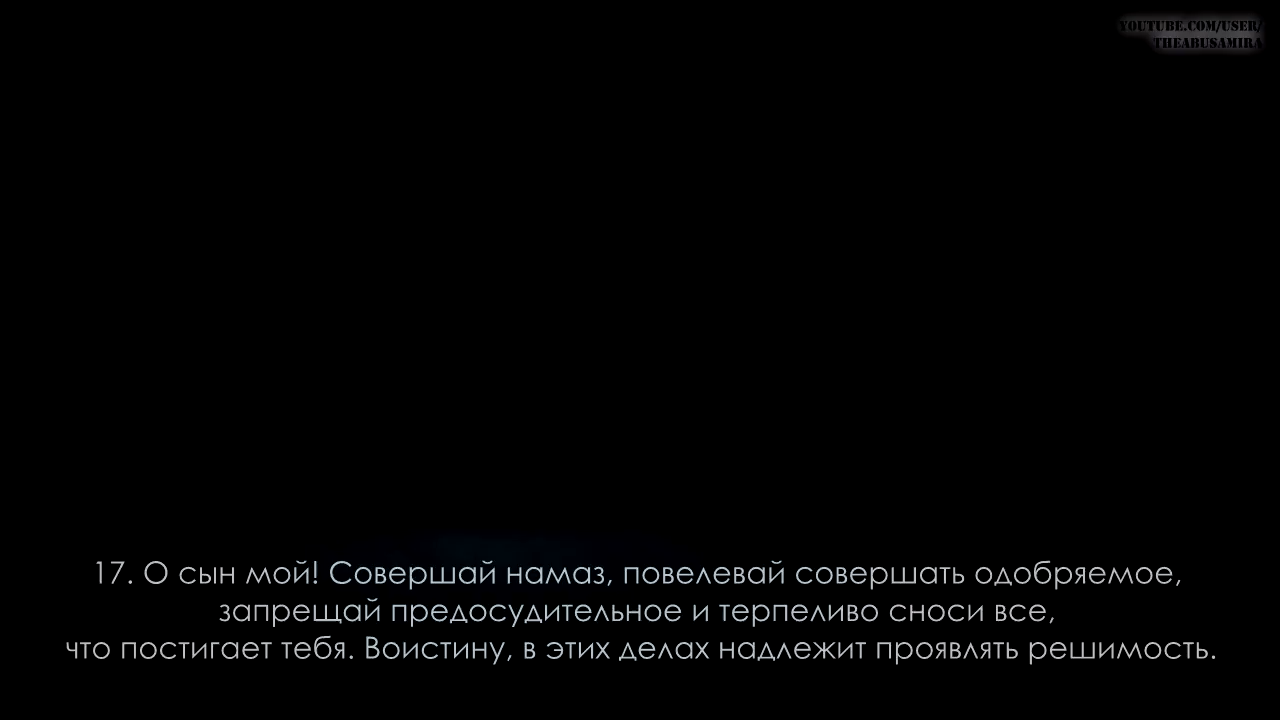 YOUTUBE.COM/USER/
THEABUSAMIRA
17. О сын мой! Совершай намаз, повелевай совершать одобряемое,
запрещай предосудительное и терпеливо сноси все,
что постигает тебя. Воистину, в этих делах надлежит проявлять решимость.